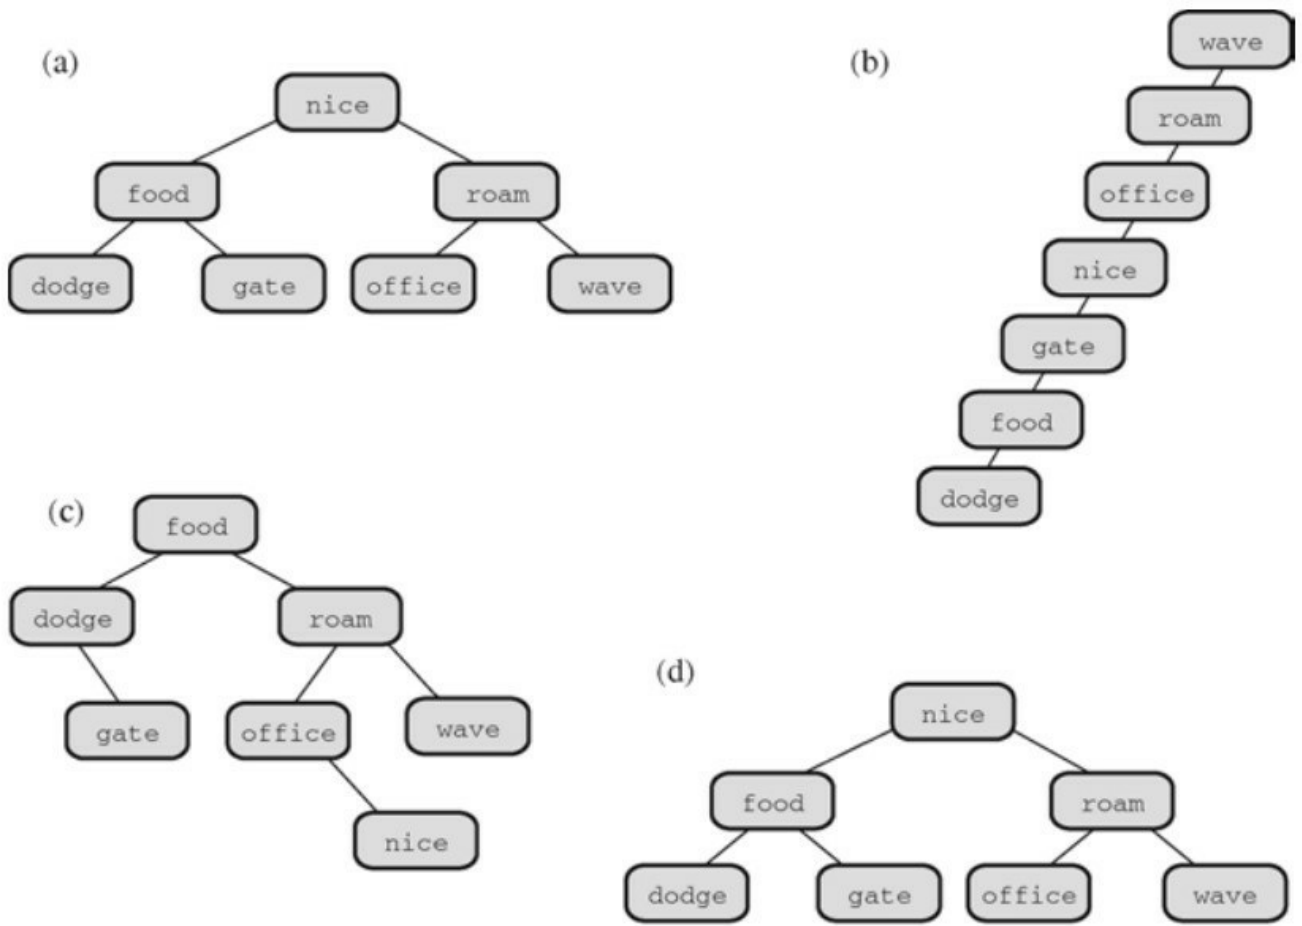 (a)
nice
food roam
dodge gate office wave
(b)
wave
roam
office
nice
gate
food
dodge
(c)
food
dodge roam
gate office wave
nice
(d)
nice
food roam
dodge gate office wave